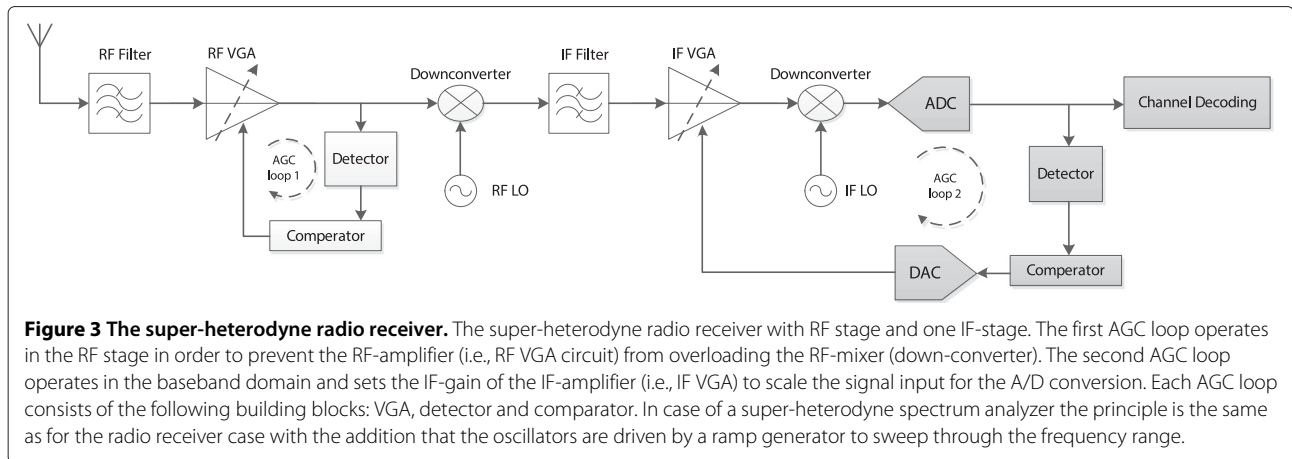 RF Filter
RF VGA
Downconverter
IF Filter
IF VGA
Downconverter
ADC
Channel Decoding
AGC
loop 1
Detector
RF LO
IF LO
AGC
loop 2
Detector
Comperator
DAC
Comperator
Figure 3 The super-heterodyne radio receiver. The super-heterodyne radio receiver with RF stage and one IF-stage. The first AGC loop operates
in the RF stage in order to prevent the RF-amplifier (i.e., RF VGA circuit) from overloading the RF-mixer (down-converter). The second AGC loop
operates in the baseband domain and sets the IF-gain of the IF-amplifier (i.e., IF VGA) to scale the signal input for the A/D conversion. Each AGC loop
consists of the following building blocks: VGA, detector and comparator. In case of a super-heterodyne spectrum analyzer the principle is the same
as for the radio receiver case with the addition that the oscillators are driven by a ramp generator to sweep through the frequency range.